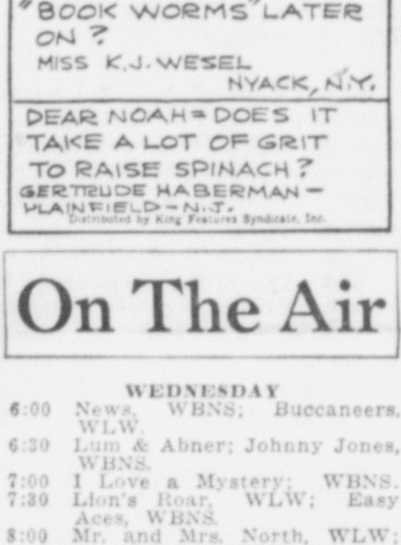 "BOOK WORMS" LATER
ON ?
MISS K.J. WESEL
NYACK, N.Y.
DEAR NOAH = DOES IT
TAKE A LOT OF GRIT
TO RAISE SPINACH ?
GERTRUDE HABERMAN —
PLAINFIELD — N.J.
Distributed by King Features Syndicate, Inc.
On The Air
WEDNESDAY
6:00 News, WBNS; Buccaneers,
WLW.
6:30 Lum & Abner; Johnny Jones,
WBNS.
7:00 I Love a Mystery; WBNS.
7:30 Lion's Roar, WLW; Easy
Aces, WBNS.
8:00 Mr. and Mrs. North, WLW;